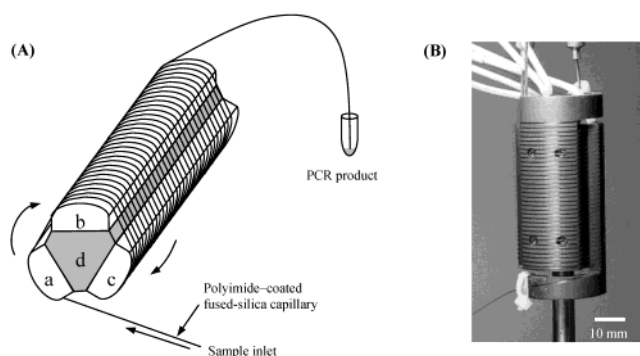 (A)
PCR product
b
d
a
c
Polyimide–coated
fused-silica capillary
Sample inlet
(B)
10 mm